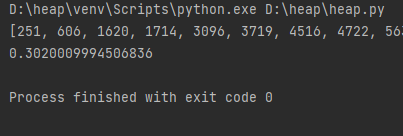 D:\heap\venv\Scripts\python.exe D:\heap\heap.py
[251, 606, 1620, 1714, 3096, 3719, 4516, 4722,
0.3020009994506836
Process finished with exit code 0